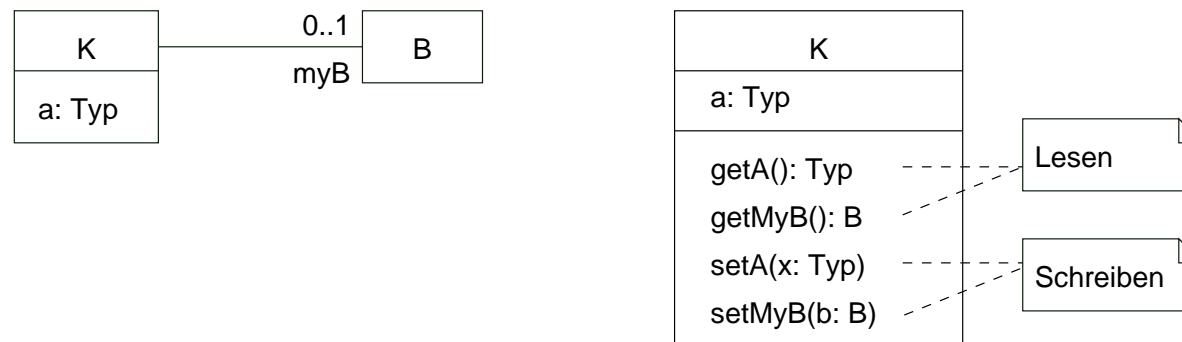 K
a: Typ
0..1
myB
B
K
a: Typ
getA(): Typ
getMyB(): B
setA(x: Typ)
setMyB(b: B)
Lesen
Schreiben